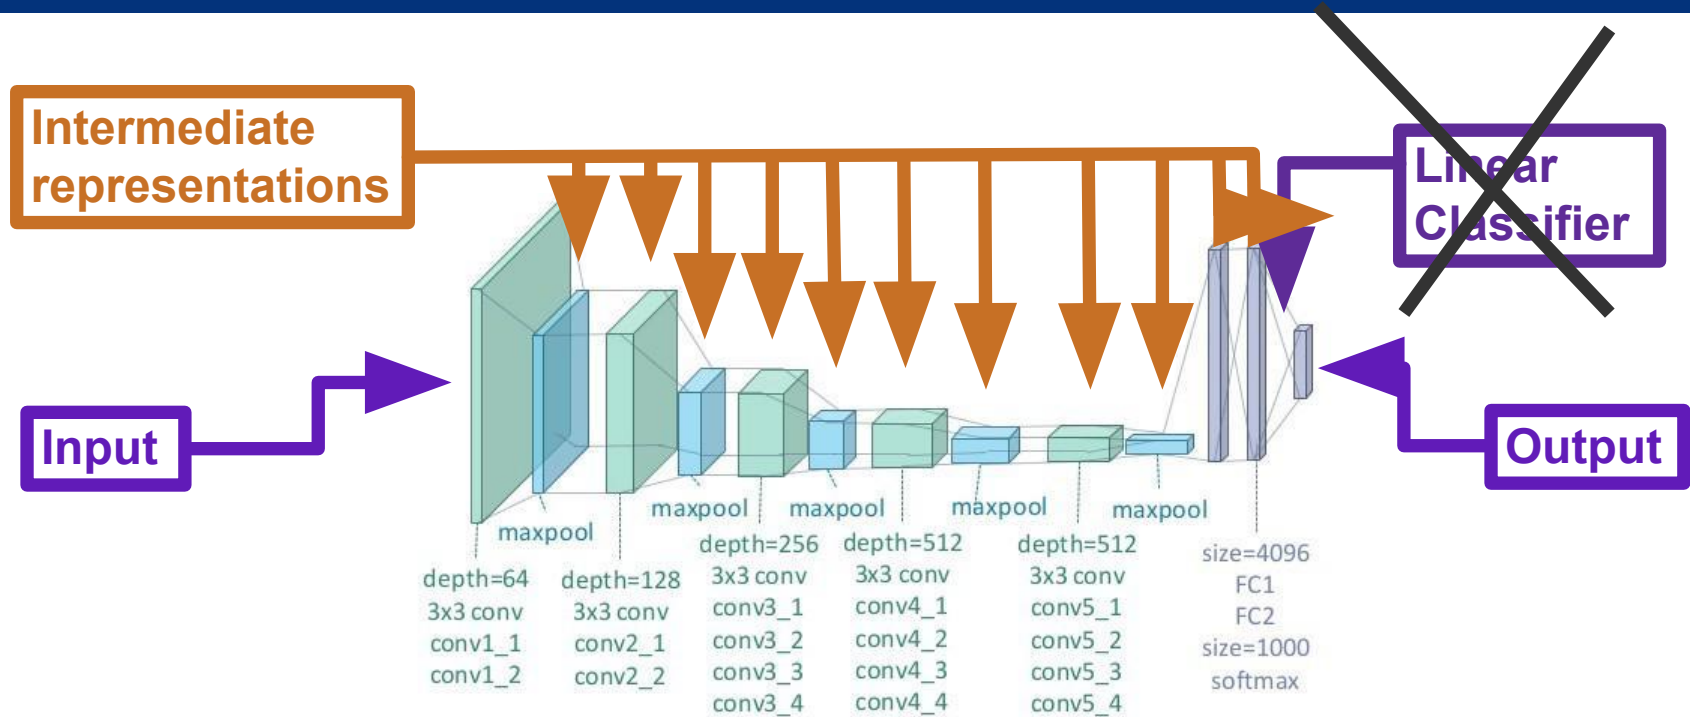 Intermediate
representations
Linear
Classifier
Input
Output
maxpool
maxpool
maxpool
maxpool
maxpool
depth=64
3x3 conv
conv1_1
conv1_2
depth=128
3x3 conv
conv2_1
conv2_2
depth=256
3x3 conv
conv3_1
conv3_2
conv3_3
conv3_4
depth=512
3x3 conv
conv4_1
conv4_2
conv4_3
conv4_4
depth=512
3x3 conv
conv5_1
conv5_2
conv5_3
conv5_4
size=4096
FC1
FC2
size=1000
softmax